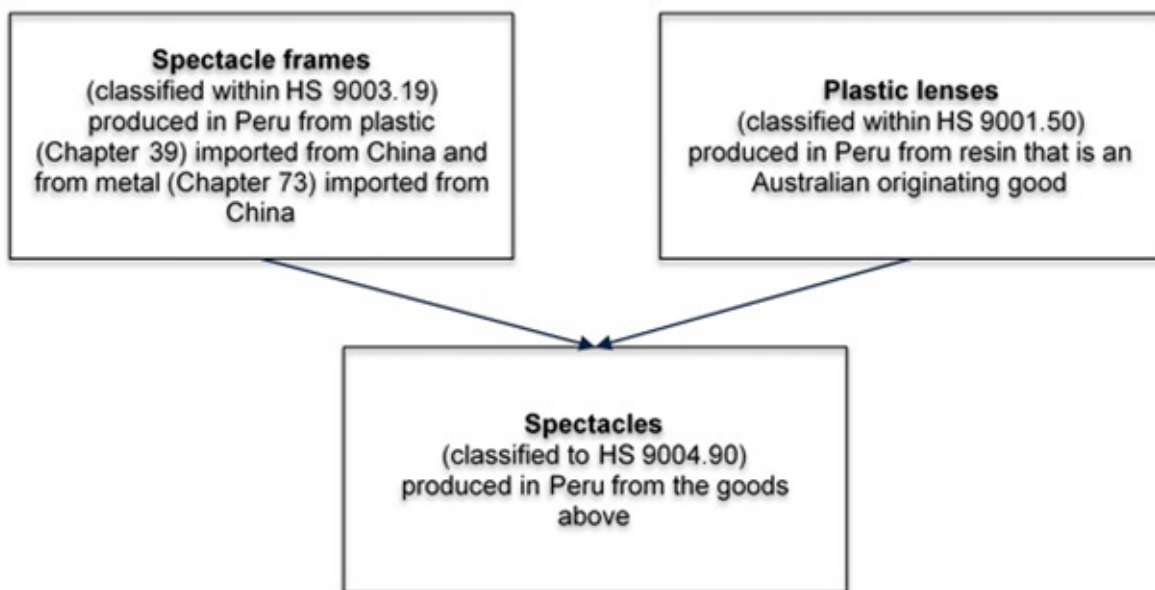 Spectacle frames
(classified within HS 9003.19)
produced in Peru from plastic
(Chapter 39) imported from China and
from metal (Chapter 73) imported from
China
Plastic lenses
(classified within HS 9001.50)
produced in Peru from resin that is an
Australian originating good
Spectacles
(classified to HS 9004.90)
produced in Peru from the goods
above